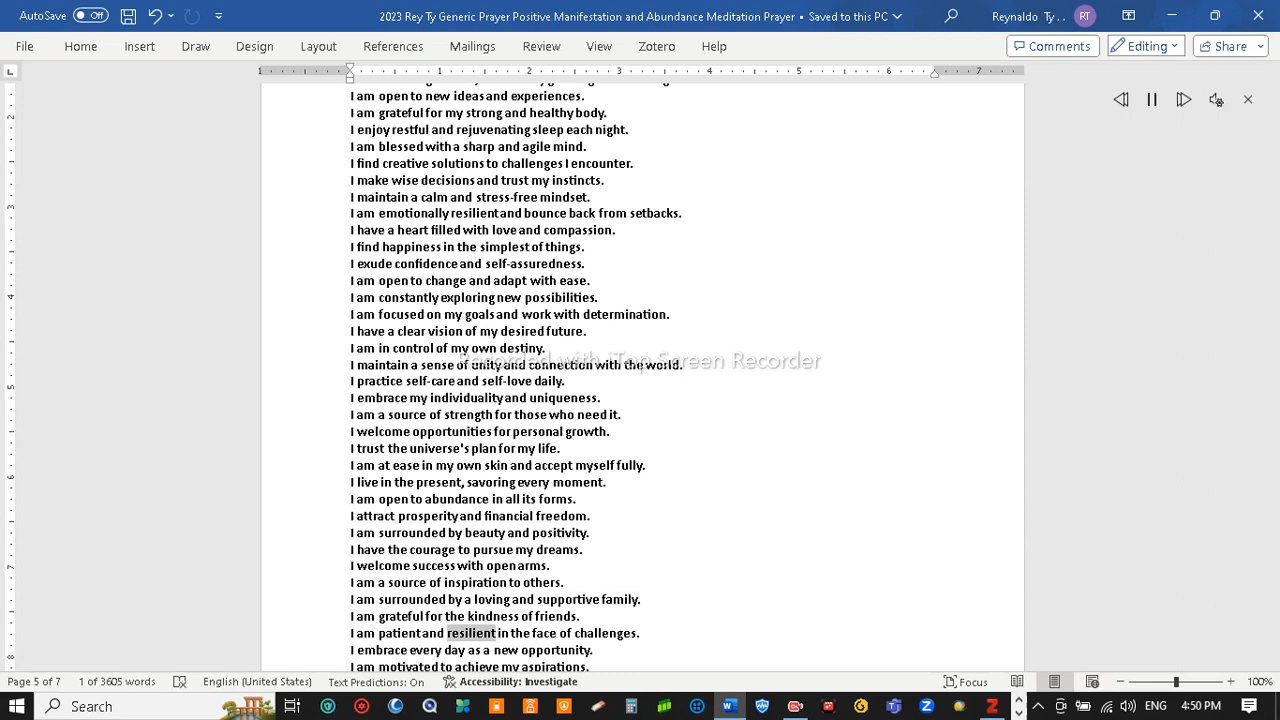 AutoSave Off 2023 Rey Ty Generic Prayer Positive Manifestation and Abundance Meditation Prayer • Saved to this PC Reynaldo Ty .. RT
File Home Insert Draw Design Layout References Mailings Review View Zotero Help Comments Editing Share
1 1 2 3 4 5 6 7
I am open to new ideas and experiences.
I am grateful for my strong and healthy body.
I enjoy restful and rejuvenating sleep each night.
I am blessed with a sharp and agile mind.
I find creative solutions to challenges I encounter.
I make wise decisions and trust my instincts.
I maintain a calm and stress-free mindset.
I am emotionally resilient and bounce back from setbacks.
I have a heart filled with love and compassion.
I find happiness in the simplest of things.
I exude confidence and self-assuredness.
I am open to change and adapt with ease.
I am constantly exploring new possibilities.
I am focused on my goals and work with determination.
I have a clear vision of my desired future.
I am in control of my own destiny.
Recorded with iTop Screen Recorder
I maintain a sense of unity and connection with the world.
I practice self-care and self-love daily.
I embrace my individuality and uniqueness.
I am a source of strength for those who need it.
I welcome opportunities for personal growth.
I trust the universe's plan for my life.
I am at ease in my own skin and accept myself fully.
I live in the present, savoring every moment.
I am open to abundance in all its forms.
I attract prosperity and financial freedom.
I am surrounded by beauty and positivity.
I have the courage to pursue my dreams.
I welcome success with open arms.
I am a source of inspiration to others.
I am surrounded by a loving and supportive family.
I am grateful for the kindness of friends.
I am patient and resilient in the face of challenges.
I embrace every day as a new opportunity.
I am motivated to achieve my aspirations.
Page 5 of 7 1 of 3605 words English (United States) Text Predictions: On Accessibility: Investigate Focus 100%
Search 4:50 PM